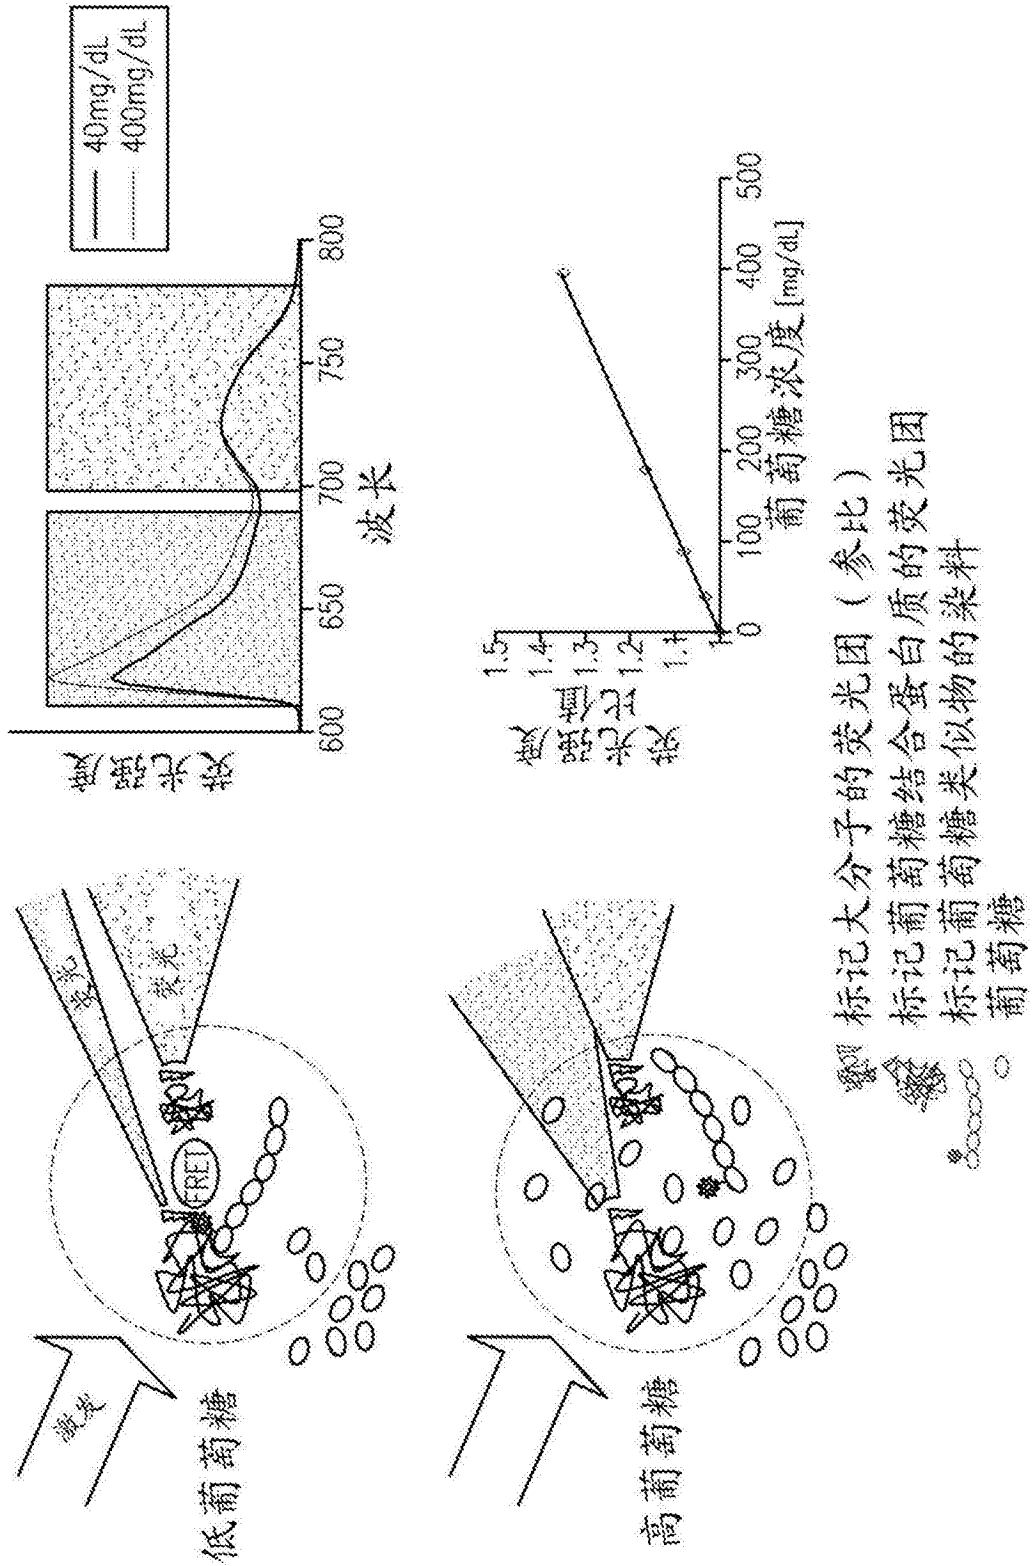 激发
低葡萄糖
FRET
荧光
荧光
荧光强度
600
650
700
750
800
波长
40mg/dL
400mg/dL
高葡萄糖
荧光强度
比值
1.5
1.4
1.3
1.2
1.1
1
0
100
200
300
400
500
葡萄糖浓度[mg/dL]
标记大分子的荧光团（参比）
标记葡萄糖结合蛋白质的荧光团
标记葡萄糖类似物的染料
葡萄糖